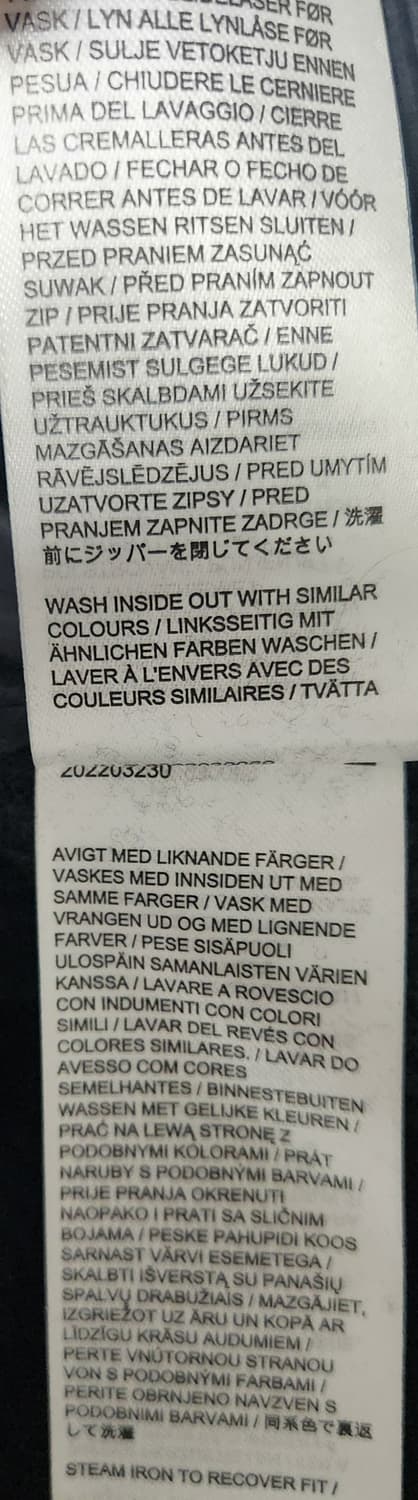 VASK / LYN ALLE LYNLÅSE FØR
VASK / SULJE VETOKETJU ENNEN
PESUA / CHIUDERE LE CERNIERE
PRIMA DEL LAVAGGIO / CIERRE
LAS CREMALLERAS ANTES DEL
LAVADO / FECHAR O FECHO DE
CORRER ANTES DE LAVAR / VÓÓR
HET WASSEN RITSEN SLUITEN /
PRZED PRANIEM ZASUNĄĆ
SUWAK / PŘED PRANÍM ZAPNOUT
ZIP / PRIJE PRANJA ZATVORITI
PATENTNI ZATVARAČ / ENNE
PESEMIST SULGEGE LUKUD /
PRIEŠ SKALBDAMI UŽSEKITE
UŽTRAUKTUKUS / PIRMS
MAZGĀŠANAS AIZDARIET
RĀVĒJSLĒDZĒJUS / PRED UMYTÍM
UZATVORTE ZIPSY / PRED
PRANJEM ZAPNITE ZADRGE / 洗濯
前にジッパーを閉じてください
WASH INSIDE OUT WITH SIMILAR
COLOURS / LINKSSEITIG MIT
ÄHNLICHEN FARBEN WASCHEN /
LAVER À L'ENVERS AVEC DES
COULEURS SIMILAIRES / TVÄTTA
202203230
AVIGT MED LIKNANDE FÄRGER /
VASKES MED INNSIDEN UT MED
SAMME FARGER / VASK MED
VRANGEN UD OG MED LIGNENDE
FARVER / PESE SISÄPUOLI
ULOSPÄIN SAMANLAISTEN VÄRIEN
KANSSA / LAVARE A ROVESCIO
CON INDUMENTI CON COLORI
SIMILI / LAVAR DEL REVÉS CON
COLORES SIMILARES. / LAVAR DO
AVESSO COM CORES
SEMELHANTES / BINNESTEBUITEN
WASSEN MET GELIJKE KLEUREN /
PRAĆ NA LEWĄ STRONĘ Z
PODOBNYMI KOLORAMI / PRÁT
NARUBY S PODOBNÝMI BARVAMI /
PRIJE PRANJA OKRENUTI
NAOPAKO I PRATI SA SLIČNIM
BOJAMA / PESKE PAHUPIDI KOOS
SARNAST VÄRVI ESEMETEGA /
SKALBTI IŠVERSTĄ SU PANAŠIŲ
SPALVŲ DRABUŽIAIS / MAZGĀJIET,
IZGRIEŽOT UZ ĀRU UN KOPĀ AR
LĪDZĪGU KRĀSU AUDUMIEM /
PERTE VNÚTORNOU STRANOU
VON S PODOBNÝMI FARBAMI /
PERITE OBRNJENO NAVZVEN S
PODOBNIMI BARVAMI / 同系色で裏返
して洗濯
STEAM IRON TO RECOVER FIT /